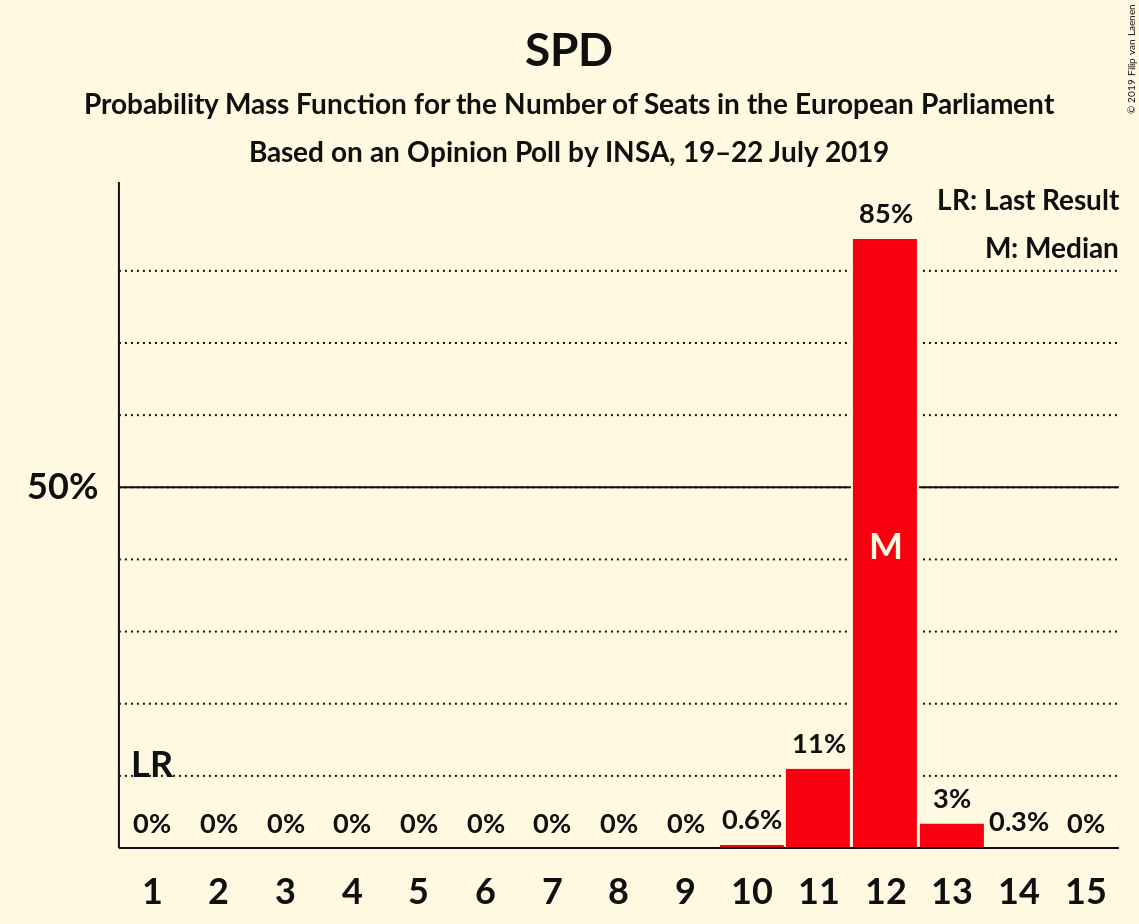 SPD
Probability Mass Function for the Number of Seats in the European Parliament
Based on an Opinion Poll by INSA, 19–22 July 2019
© 2019 Filip van Laenen
LR: Last Result
M: Median
85%
50%
M
LR
11%
3%
0% 0% 0% 0% 0% 0% 0% 0% 0% 0.6% 0.3% 0%
1 2 3 4 5 6 7 8 9 10 11 12 13 14 15